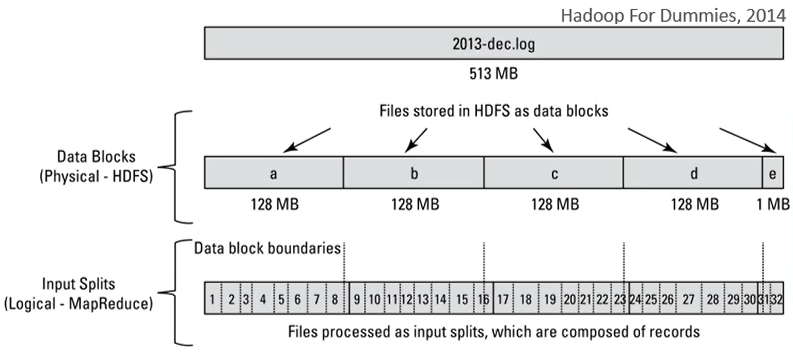 Hadoop For Dummies, 2014
2013-dec.log
513 MB
Files stored in HDFS as data blocks
Data Blocks
(Physical - HDFS)
a b c d e
128 MB 128 MB 128 MB 128 MB 1 MB
Data block boundaries
Input Splits
(Logical - MapReduce)
1 2 3 4 5 6 7 8 9 10 11 12 13 14 15 16 17 18 19 20 21 22 23 24 25 26 27 28 29 30 31 32
Files processed as input splits, which are composed of records